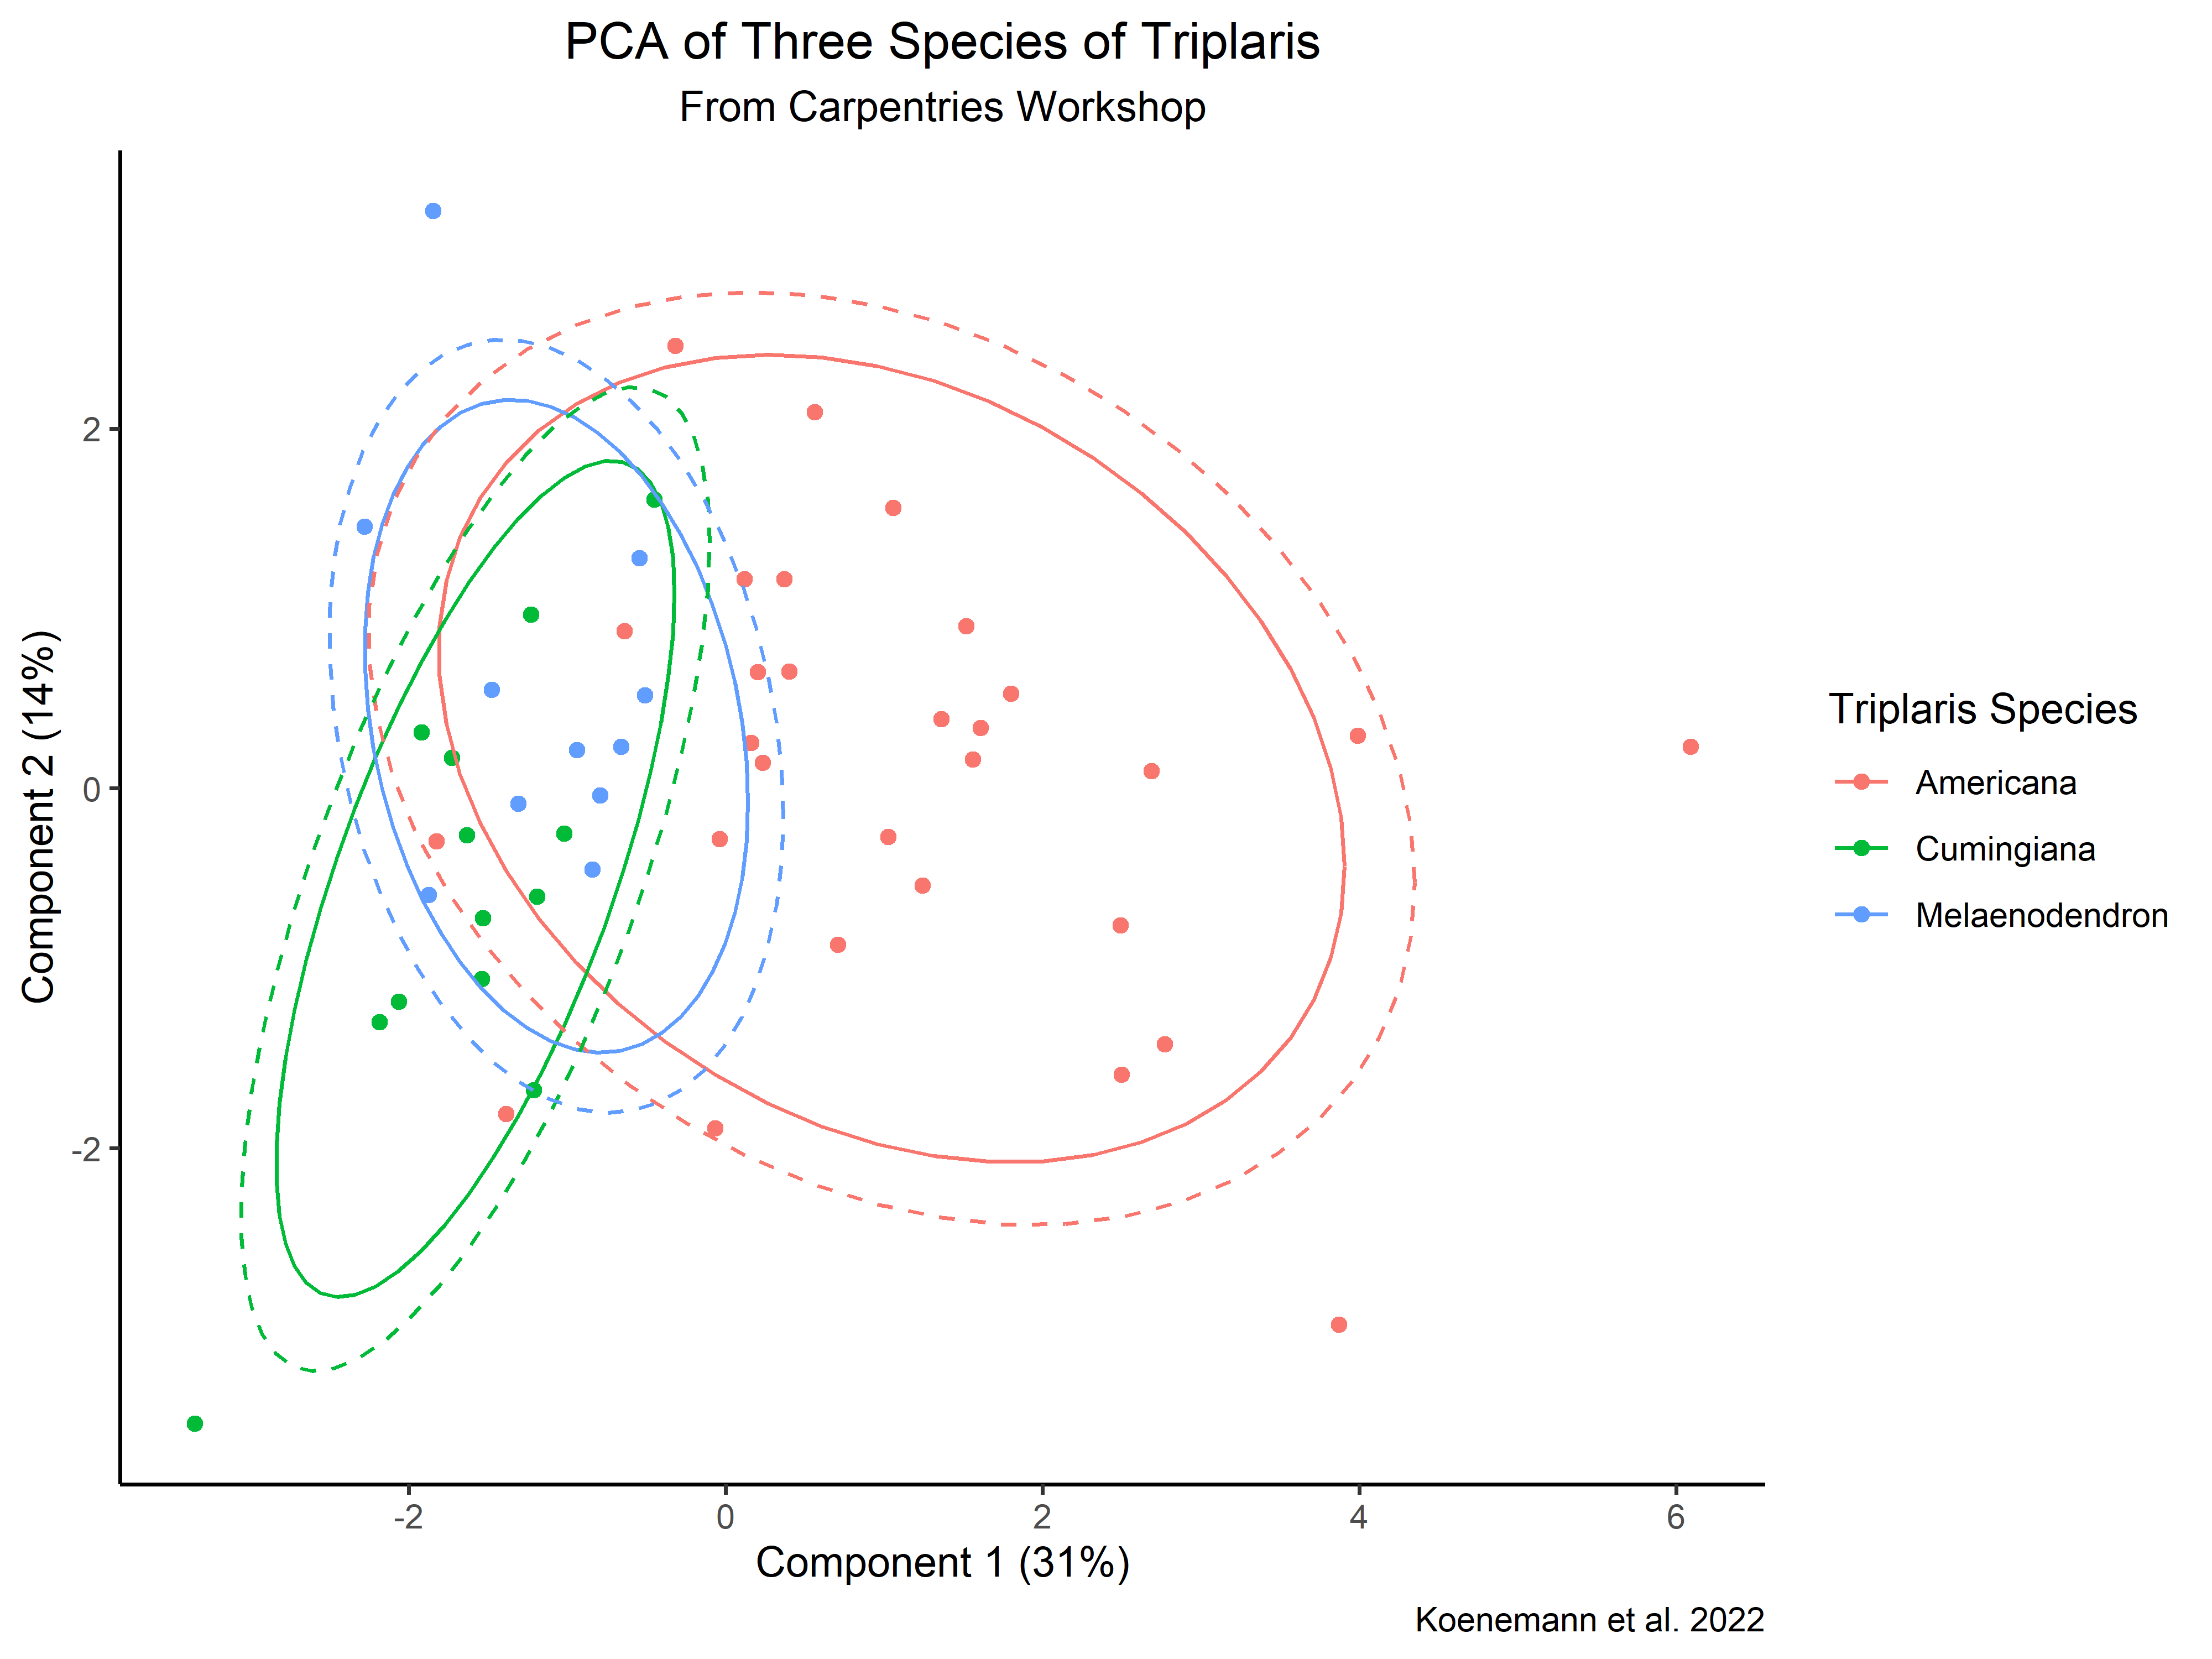 PCA of Three Species of Triplaris
From Carpentries Workshop
Component 2 (14%)
2
0
-2
-2
0
2
4
6
Component 1 (31%)
Triplaris Species
Americana
Cumingiana
Melaenodendron
Koenemann et al. 2022